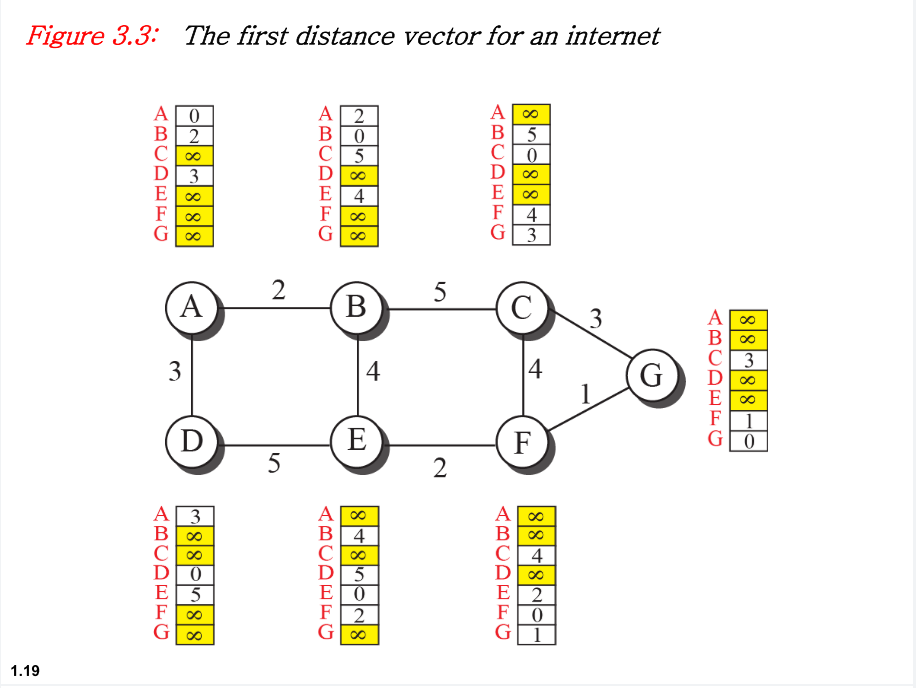 Figure 3.3: The first distance vector for an internet
A 0
B 2
C ∞
D 3
E ∞
F ∞
G ∞
A 2
B 0
C 5
D ∞
E 4
F ∞
G ∞
A ∞
B 5
C 0
D ∞
E ∞
F 4
G 3
A 2 B 5 C
3
3 4 4 G
1
D 5 E 2 F
A ∞
B ∞
C 3
D ∞
E ∞
F 1
G 0
A 3
B ∞
C ∞
D 0
E 5
F ∞
G ∞
A ∞
B 4
C ∞
D 5
E 0
F 2
G ∞
A ∞
B ∞
C 4
D ∞
E 2
F 0
G 1
1.19